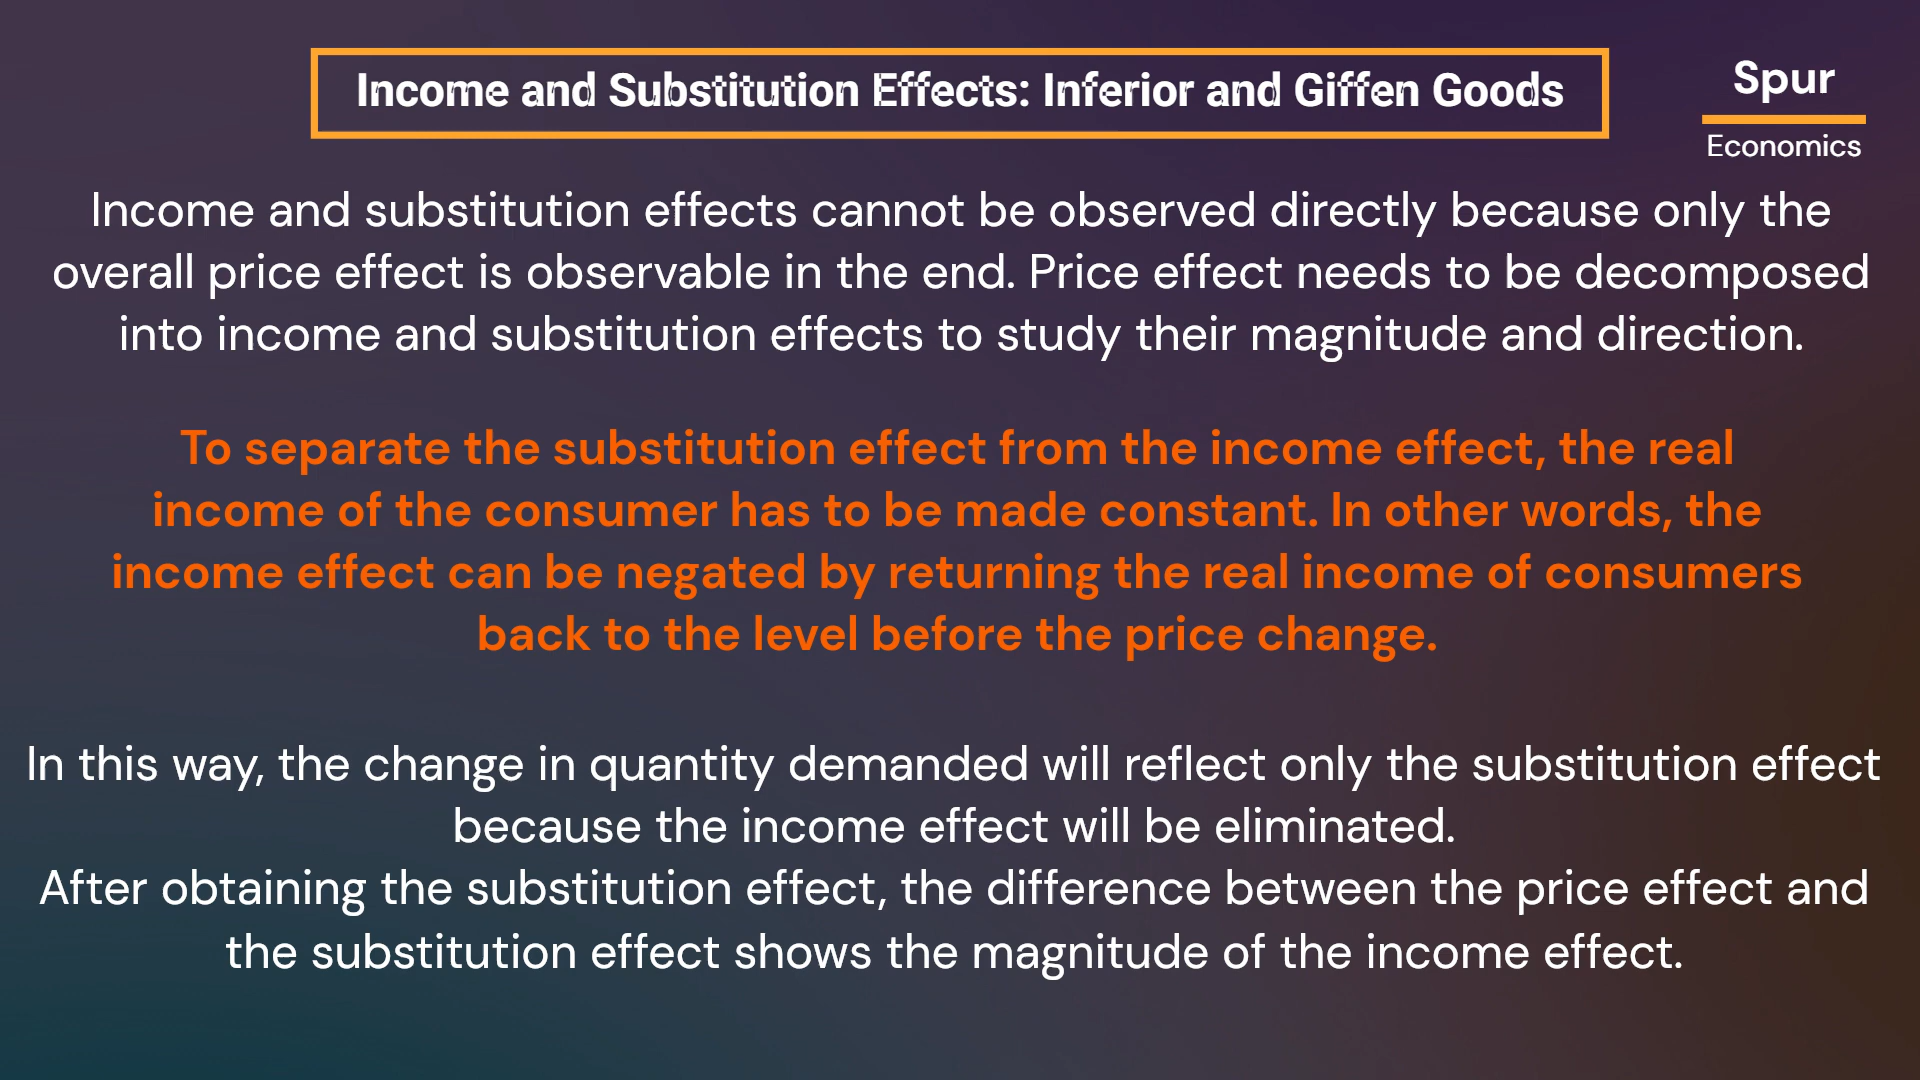 Income and Substitution Effects: Inferior and Giffen Goods
Spur
Economics
Income and substitution effects cannot be observed directly because only the
overall price effect is observable in the end. Price effect needs to be decomposed
into income and substitution effects to study their magnitude and direction.
To separate the substitution effect from the income effect, the real
income of the consumer has to be made constant. In other words, the
income effect can be negated by returning the real income of consumers
back to the level before the price change.
In this way, the change in quantity demanded will reflect only the substitution effect
because the income effect will be eliminated.
After obtaining the substitution effect, the difference between the price effect and
the substitution effect shows the magnitude of the income effect.